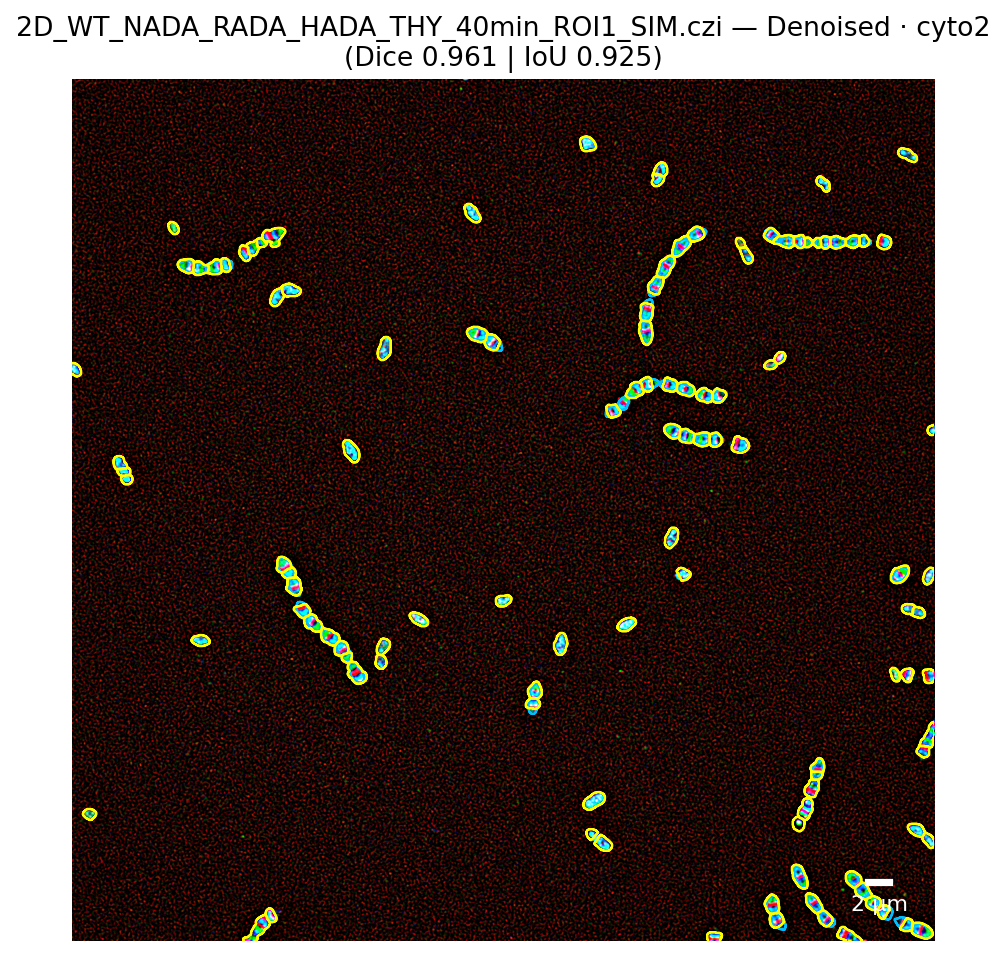 2D_WT_NADA_RADA_HADA_THY_40min_ROI1_SIM.czi — Denoised · cyto2
(Dice 0.961 | IoU 0.925)
2 µm